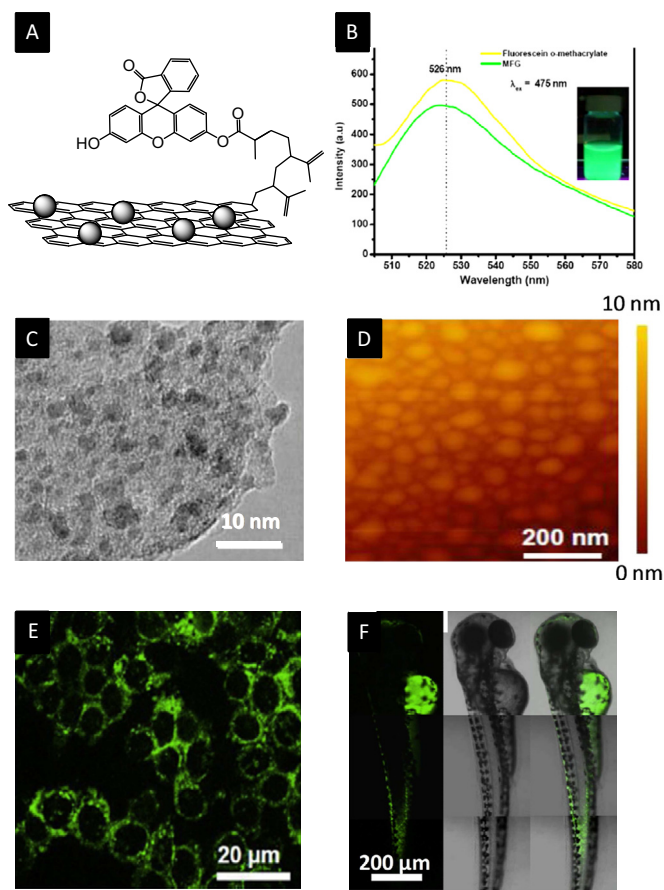 A
O
O
HO
O
O
O
B
526 nm
Fluorescein o-methacrylate
MFG
λex = 475 nm
600
500
400
300
200
100
0
Intensity (a.u)
510 520 530 540 550 560 570 580
Wavelength (nm)
C
10 nm
D
200 nm
10 nm
0 nm
E
20 µm
F
200 µm